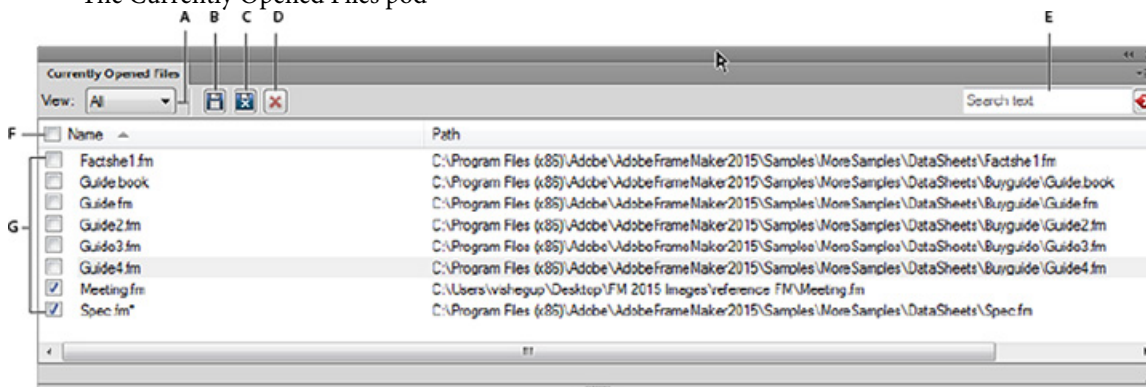 The Currently Opened Files pod
A B C D E
Currently Opened Files
View: All Search text
F Name Path
Factshe1.fm C:\Program Files (x86)\Adobe\AdobeFrameMaker2015\Samples\MoreSamples\DataSheets\Factshe1.fm
Guide.book C:\Program Files (x86)\Adobe\AdobeFrameMaker2015\Samples\MoreSamples\DataSheets\Buyguide\Guide.book
Guide.fm C:\Program Files (x86)\Adobe\AdobeFrameMaker2015\Samples\MoreSamples\DataSheets\Buyguide\Guide.fm
G Guide2.fm C:\Program Files (x86)\Adobe\AdobeFrameMaker2015\Samples\MoreSamples\DataSheets\Buyguide\Guide2.fm
Guide3.fm C:\Program Files (x86)\Adobe\AdobeFrameMaker2015\Samples\MoreSamples\DataSheets\Buyguide\Guide3.fm
Guide4.fm C:\Program Files (x86)\Adobe\AdobeFrameMaker2015\Samples\MoreSamples\DataSheets\Buyguide\Guide4.fm
Meeting.fm C:\Users\vishegup\Desktop\FM 2015 Images\reference FM\Meeting.fm
Spec.fm* C:\Program Files (x86)\Adobe\AdobeFrameMaker2015\Samples\MoreSamples\DataSheets\Spec.fm